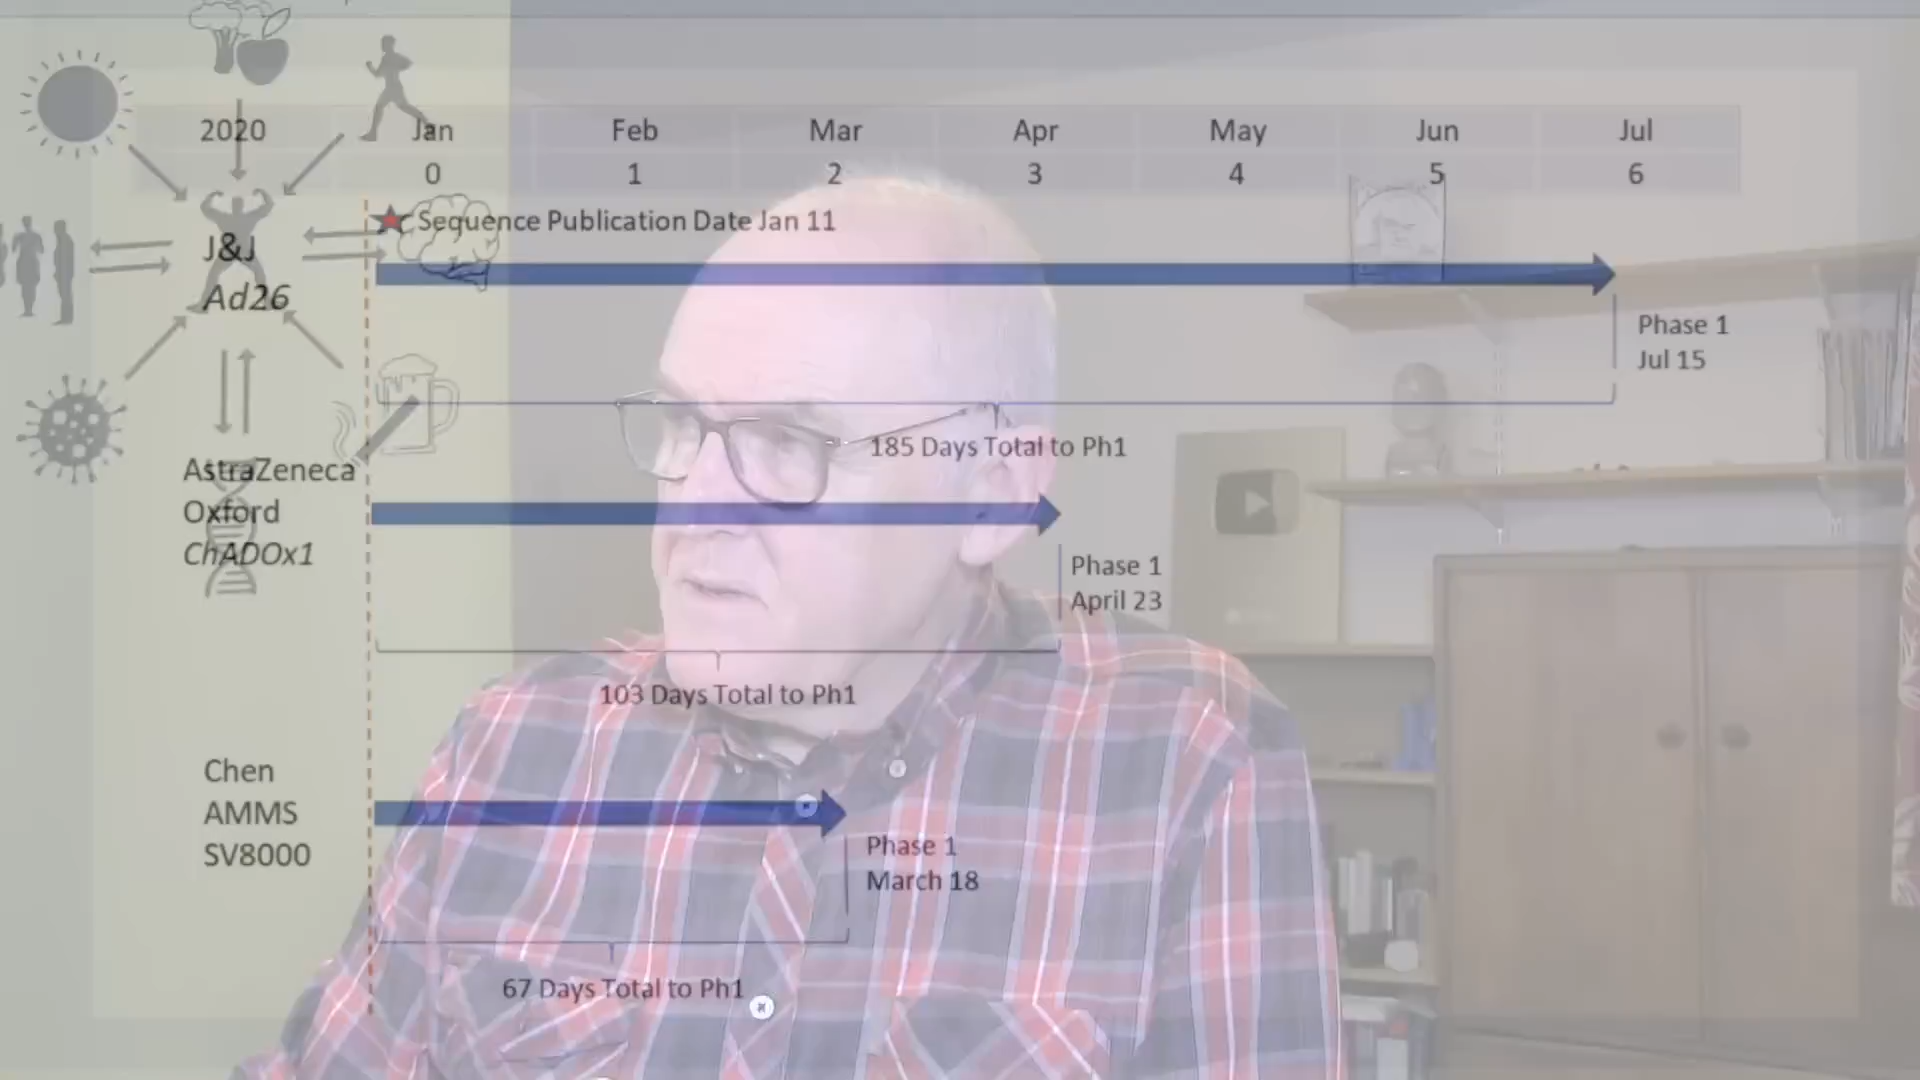 2020 Jan Feb Mar Apr May Jun Jul
0 1 2 3 4 5 6
Sequence Publication Date Jan 11
J&J
Ad26
Phase 1
Jul 15
185 Days Total to Ph1
AstraZeneca
Oxford
ChADOx1
Phase 1
April 23
103 Days Total to Ph1
Chen
AMMS
SV8000
Phase 1
March 18
67 Days Total to Ph1